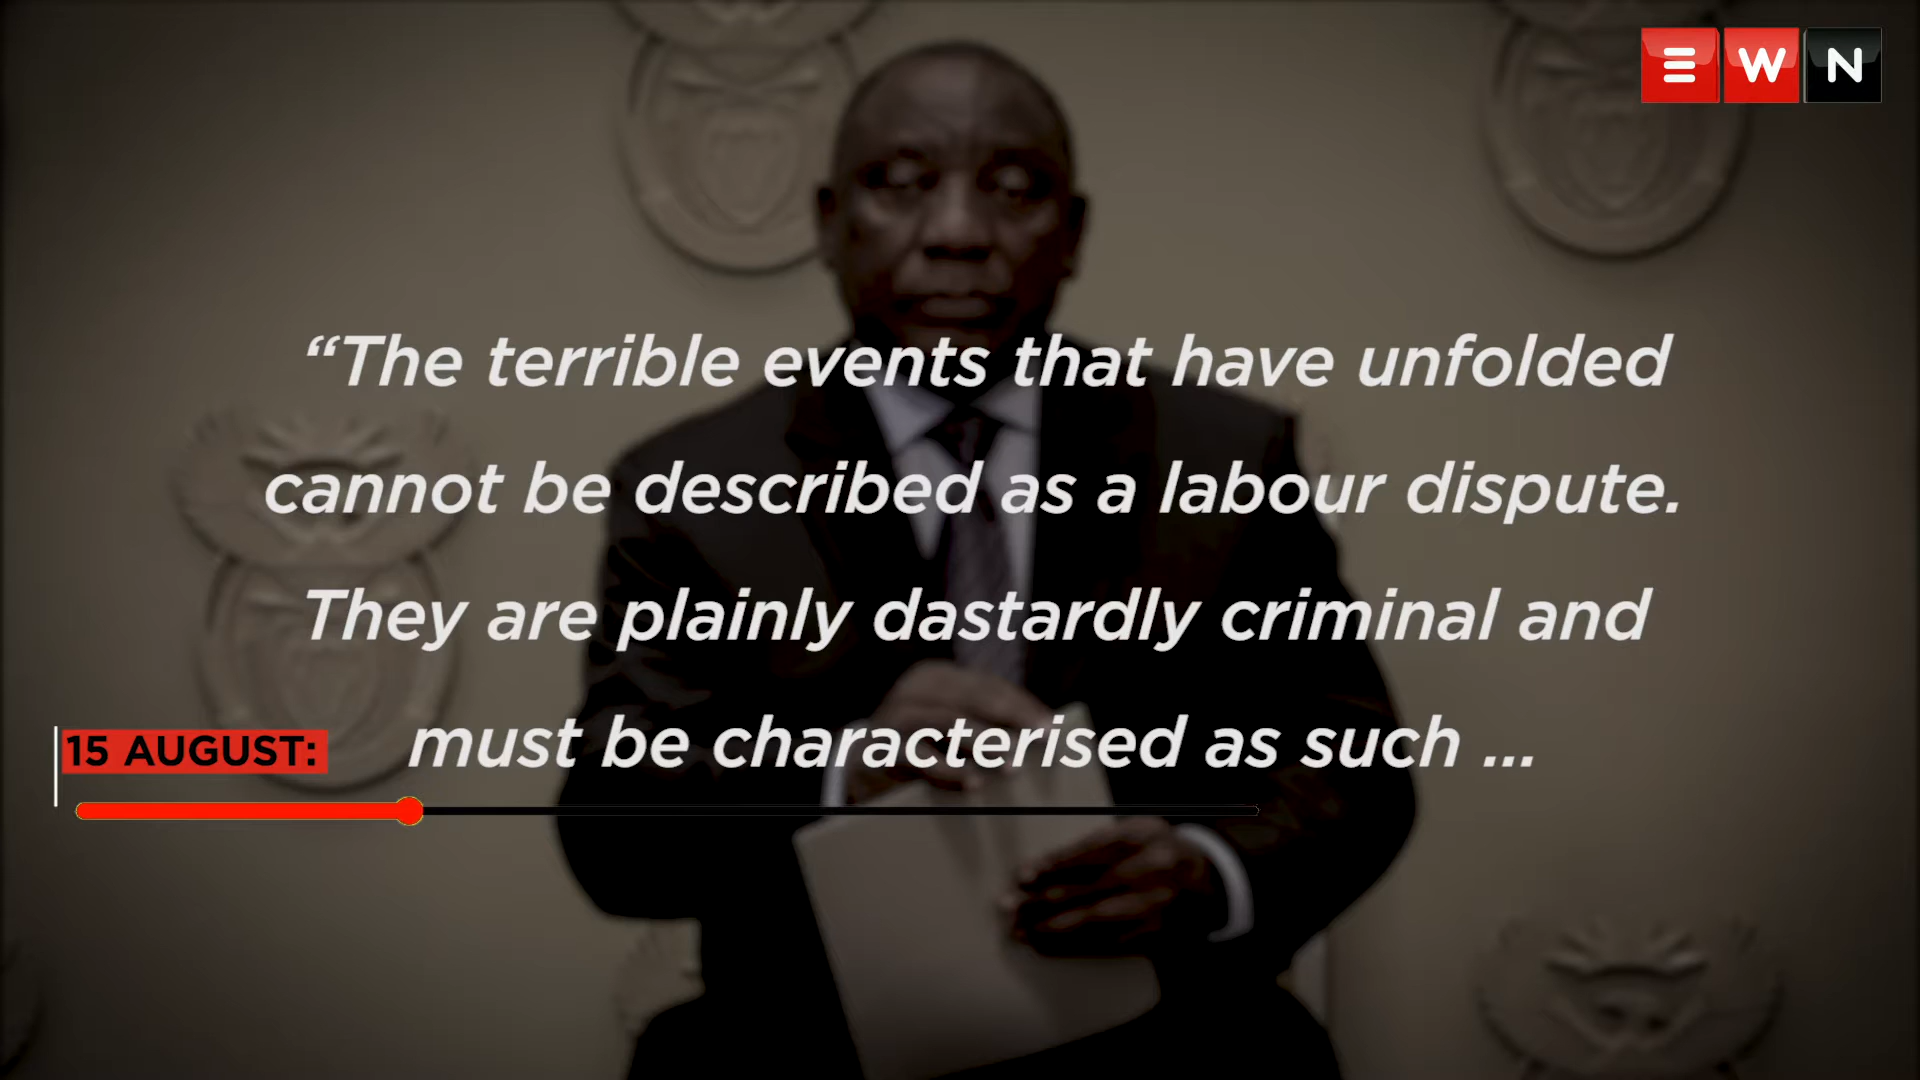 EWN
“The terrible events that have unfolded
cannot be described as a labour dispute.
They are plainly dastardly criminal and
must be characterised as such ...
15 AUGUST: